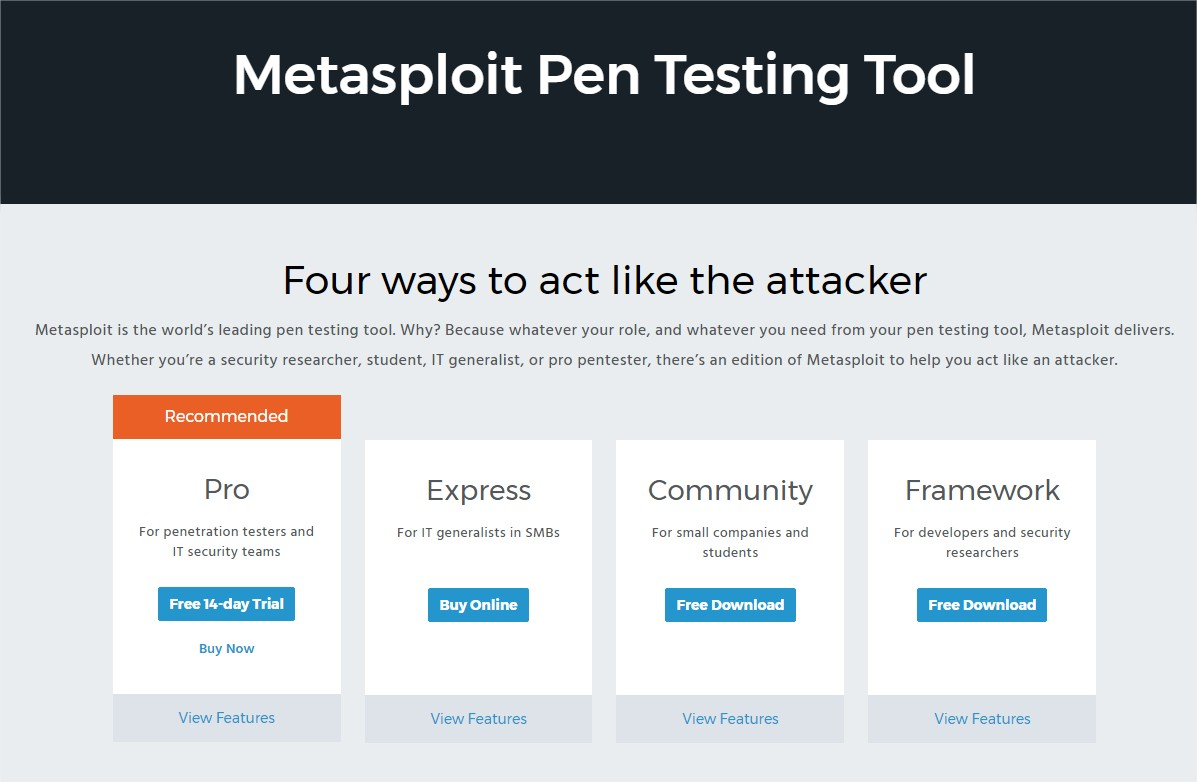 Metasploit Pen Testing Tool
Four ways to act like the attacker
Metasploit is the world’s leading pen testing tool. Why? Because whatever your role, and whatever you need from your pen testing tool, Metasploit delivers.
Whether you’re a security researcher, student, IT generalist, or pro pentester, there’s an edition of Metasploit to help you act like an attacker.
Recommended
Pro
For penetration testers and
IT security teams
Free 14-day Trial
Buy Now
View Features
Express
For IT generalists in SMBs
Buy Online
View Features
Community
For small companies and
students
Free Download
View Features
Framework
For developers and security
researchers
Free Download
View Features